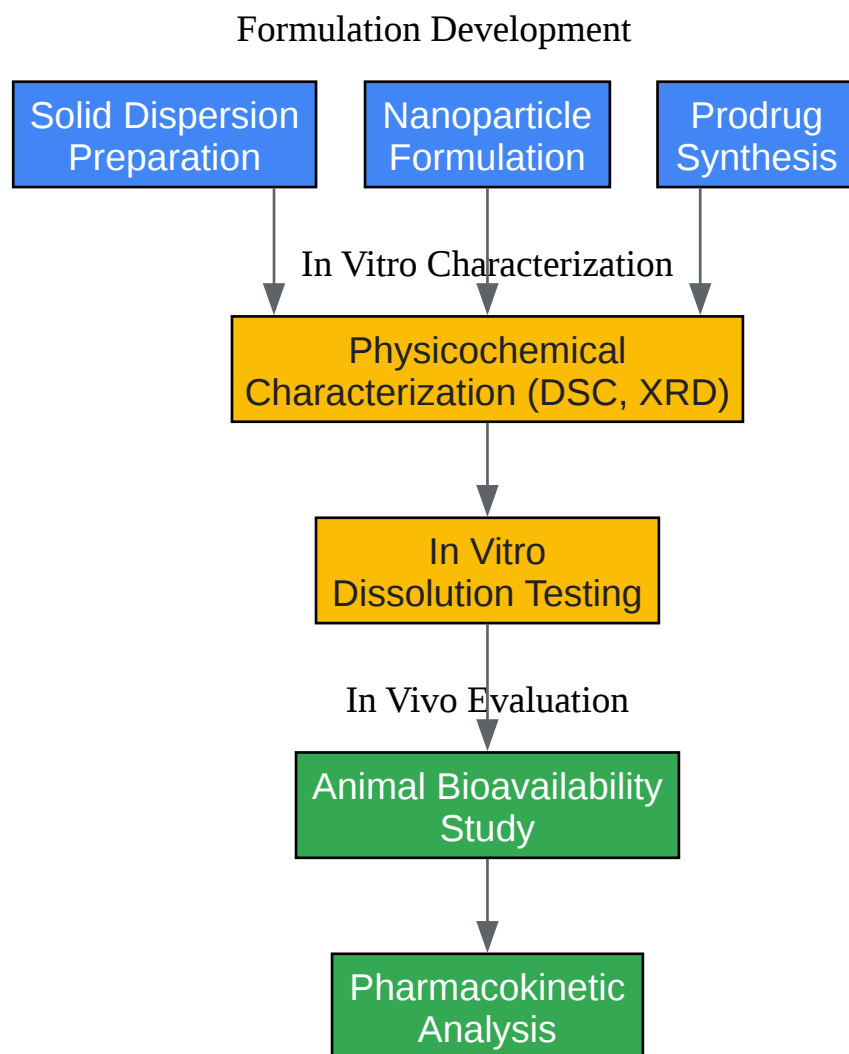 Formulation Development
Solid Dispersion
Preparation
Nanoparticle
Formulation
Prodrug
Synthesis
In Vitro Characterization
Physicochemical
Characterization (DSC, XRD)
In Vitro
Dissolution Testing
In Vivo Evaluation
Animal Bioavailability
Study
Pharmacokinetic
Analysis